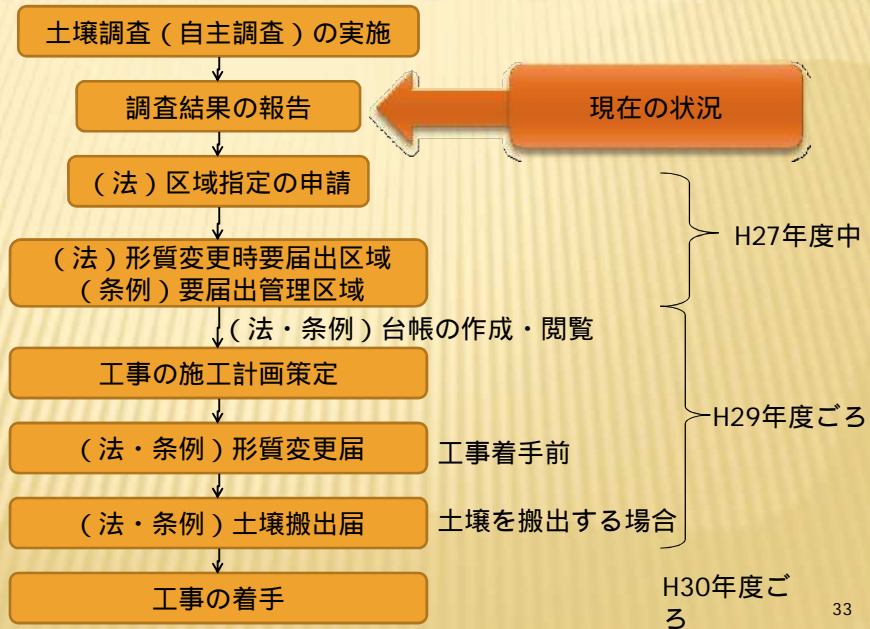 土壌調査（自主調査）の実施
調査結果の報告
現在の状況
（法）区域指定の申請
H27年度中
（法）形質変更時要届出区域
（条例）要届出管理区域
（法・条例）台帳の作成・閲覧
工事の施工計画策定
H29年度ごろ
（法・条例）形質変更届
工事着手前
（法・条例）土壌搬出届
土壌を搬出する場合
工事の着手
H30年度ご
ろ
33